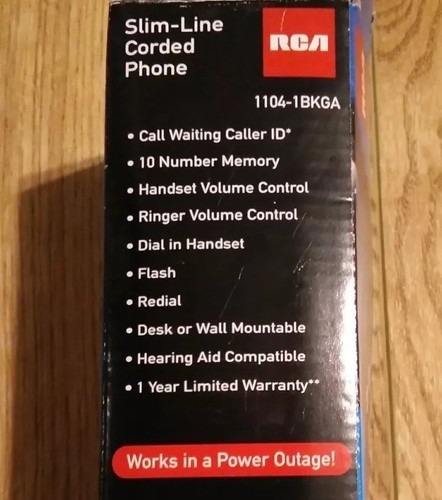 Slim-Line
Corded
Phone
RCA
1104-1BKGA
• Call Waiting Caller ID*
• 10 Number Memory
• Handset Volume Control
• Ringer Volume Control
• Dial in Handset
• Flash
• Redial
• Desk or Wall Mountable
• Hearing Aid Compatible
• 1 Year Limited Warranty**
Works in a Power Outage!